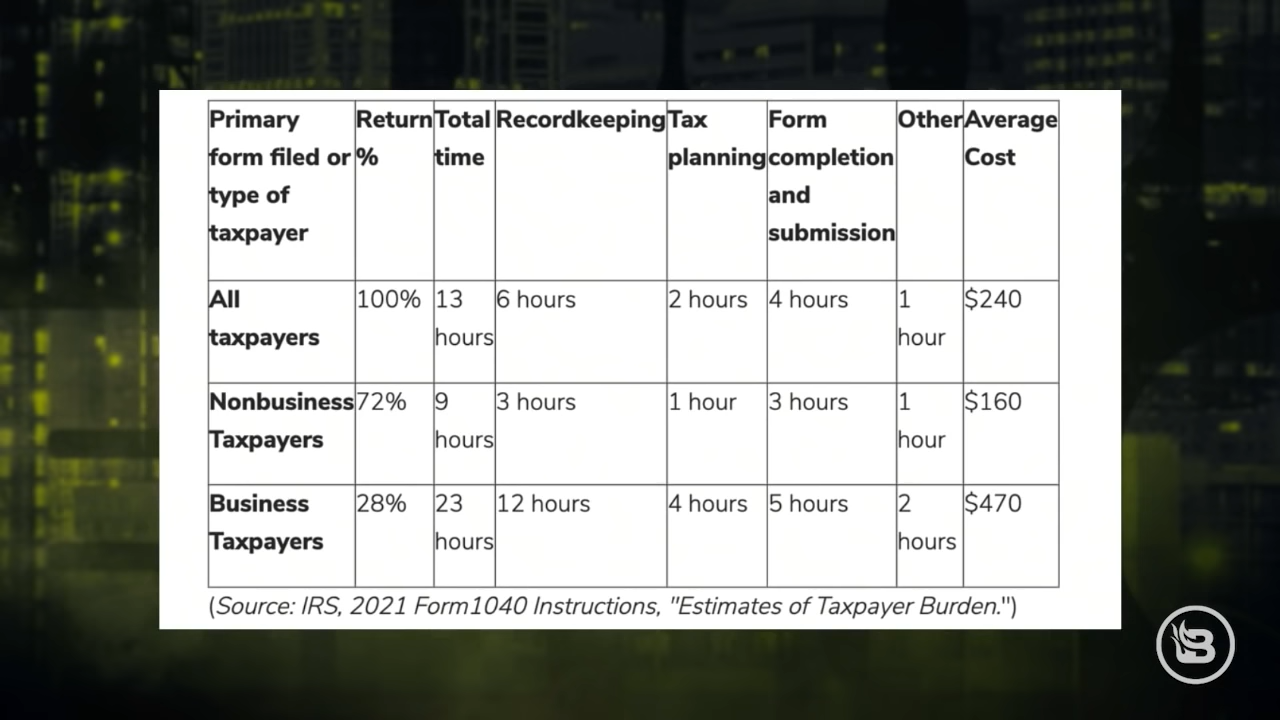 Primary form filed or type of taxpayer Return % Total time Recordkeeping Tax planning Form completion and submission Other Average Cost
All taxpayers 100% 13 hours 6 hours 2 hours 4 hours 1 hour $240
Nonbusiness Taxpayers 72% 9 hours 3 hours 1 hour 3 hours 1 hour $160
Business Taxpayers 28% 23 hours 12 hours 4 hours 5 hours 2 hours $470
(Source: IRS, 2021 Form1040 Instructions, "Estimates of Taxpayer Burden.")
B